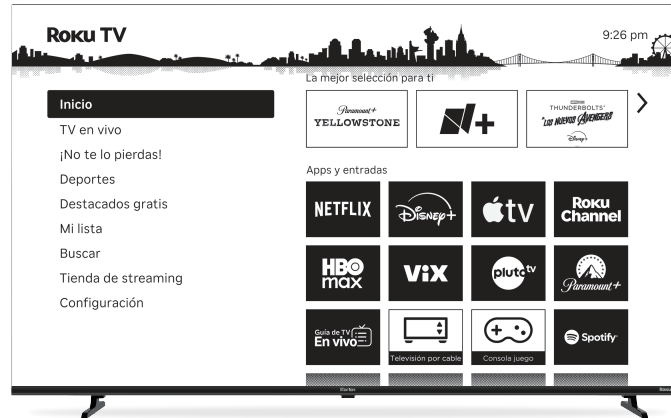 Roku TV
9:26 pm
Inicio
TV en vivo
¡No te lo pierdas!
Deportes
Destacados gratis
Mi lista
Buscar
Tienda de streaming
Configuración
La mejor selección para ti
Paramount+
YELLOWSTONE
N+
THUNDERBOLTS*
*LOS NUEVOS AVENGERS
Disney+
Apps y entradas
NETFLIX
Disney+
tv
Roku
Channel
HBO
max
ViX
pluto tv
Paramount+
Guía de TV
En vivo
Televisión por cable
Consola juego
Spotify